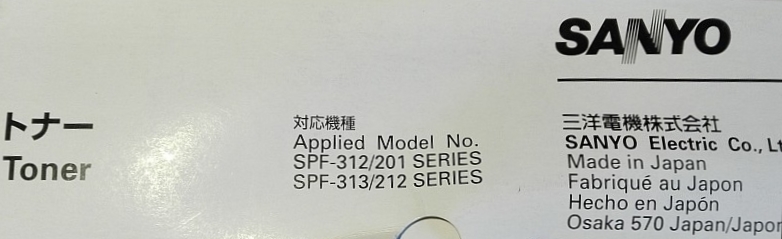 SANYO
トナー
Toner
対応機種
Applied Model No.
SPF-312/201 SERIES
SPF-313/212 SERIES
三洋電機株式会社
SANYO Electric Co., Lt
Made in Japan
Fabriqué au Japon
Hecho en Japón
Osaka 570 Japan/Japon